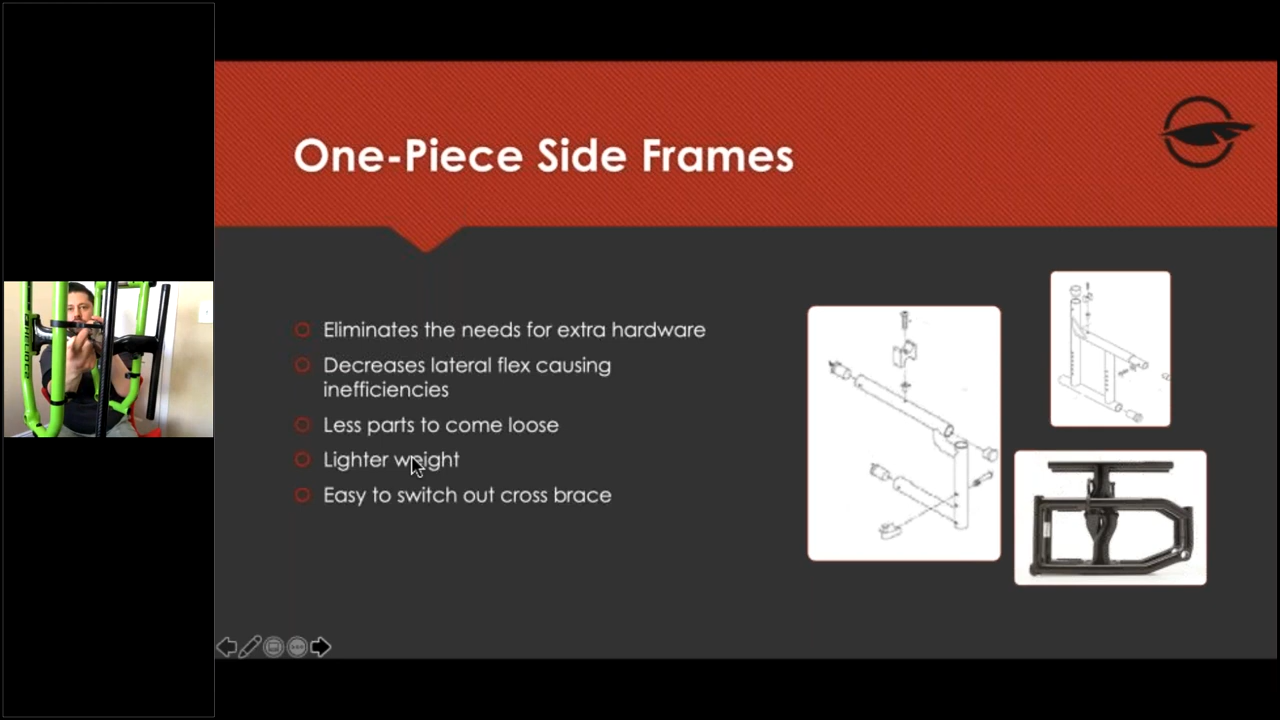 One-Piece Side Frames
Eliminates the needs for extra hardware
Decreases lateral flex causing
inefficiencies
Less parts to come loose
Lighter weight
Easy to switch out cross brace